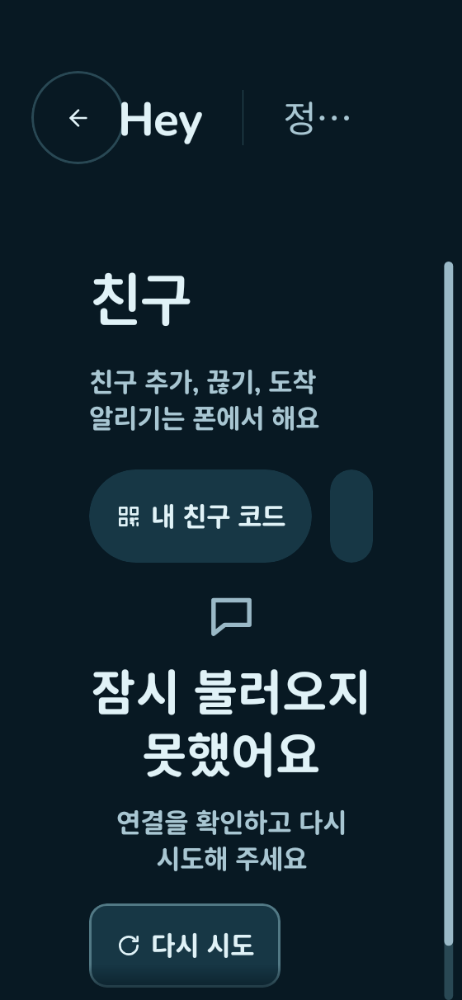 Hey
정…
친구
친구 추가, 끊기, 도착
알리기는 폰에서 해요
내 친구 코드
잠시 불러오지
못했어요
연결을 확인하고 다시
시도해 주세요
다시 시도